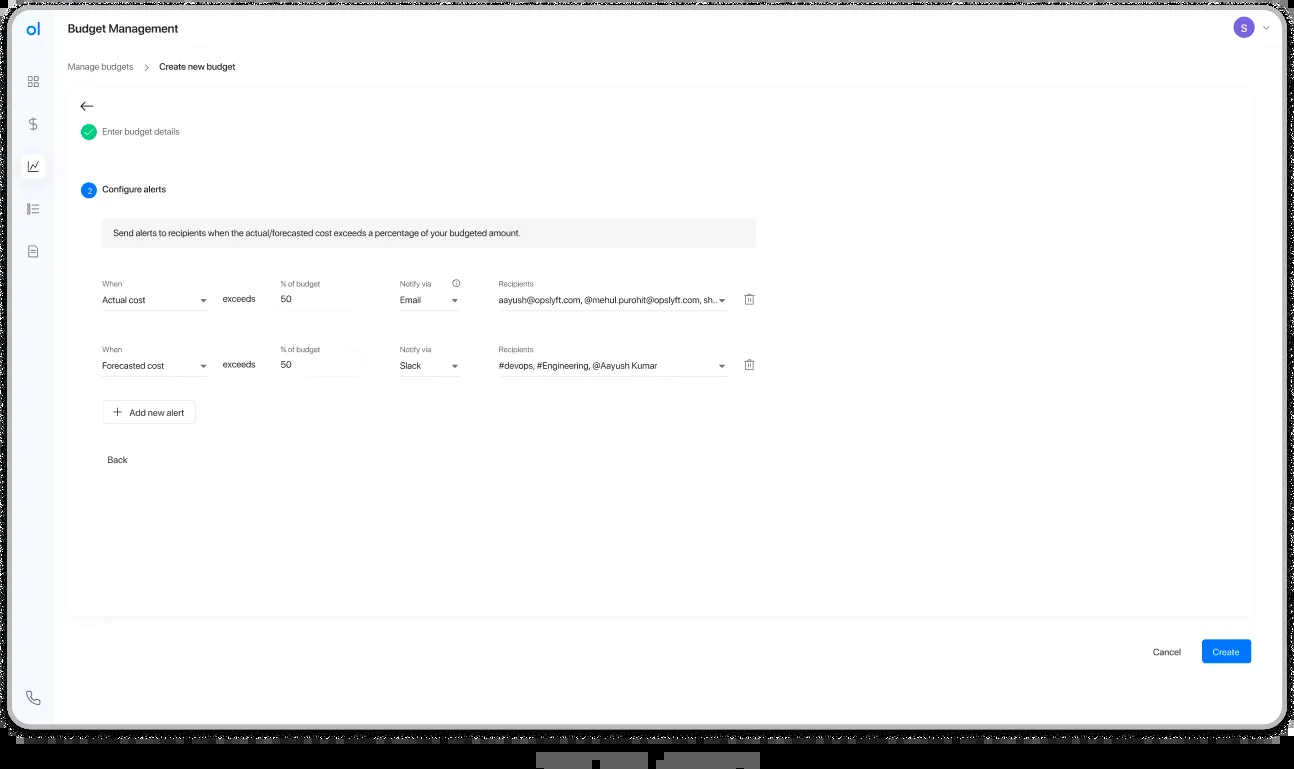 ol
Budget Management
S
Manage budgets > Create new budget
Enter budget details
2 Configure alerts
Send alerts to recipients when the actual/forecasted cost exceeds a percentage of your budgeted amount.
When % of budget Notify via Recipients
Actual cost exceeds 50 Email aayush@opslyft.com, @mehul.purohit@opslyft.com, sh..
When % of budget Notify via Recipients
Forecasted cost exceeds 50 Slack #devops, #Engineering, @Aayush Kumar
+ Add new alert
Back
Cancel Create